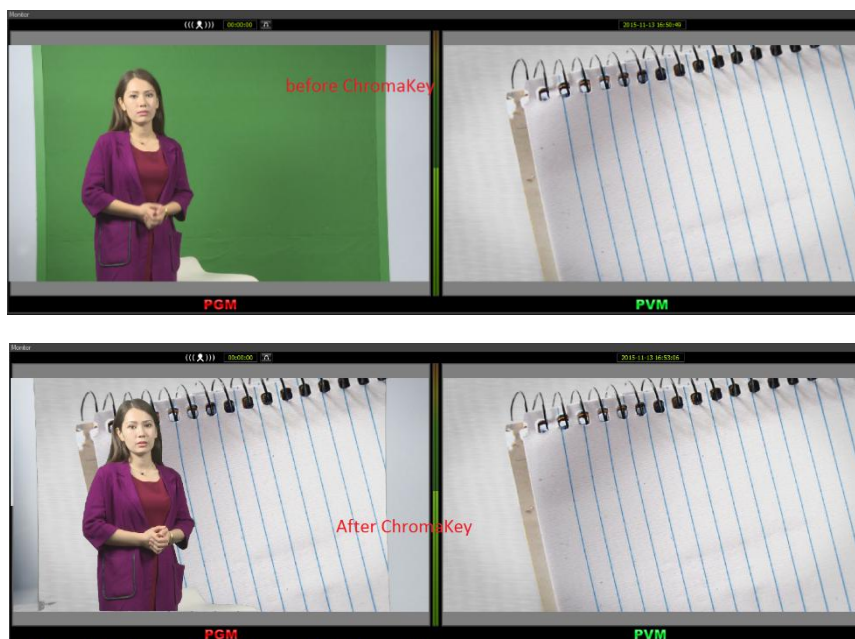 Monitor
((( ))) 00:00:00
2015-11-13 16:50:49
before ChromaKey
PGM
PVM
Monitor
((( ))) 00:00:00
2015-11-13 16:53:06
After ChromaKey
PGM
PVM